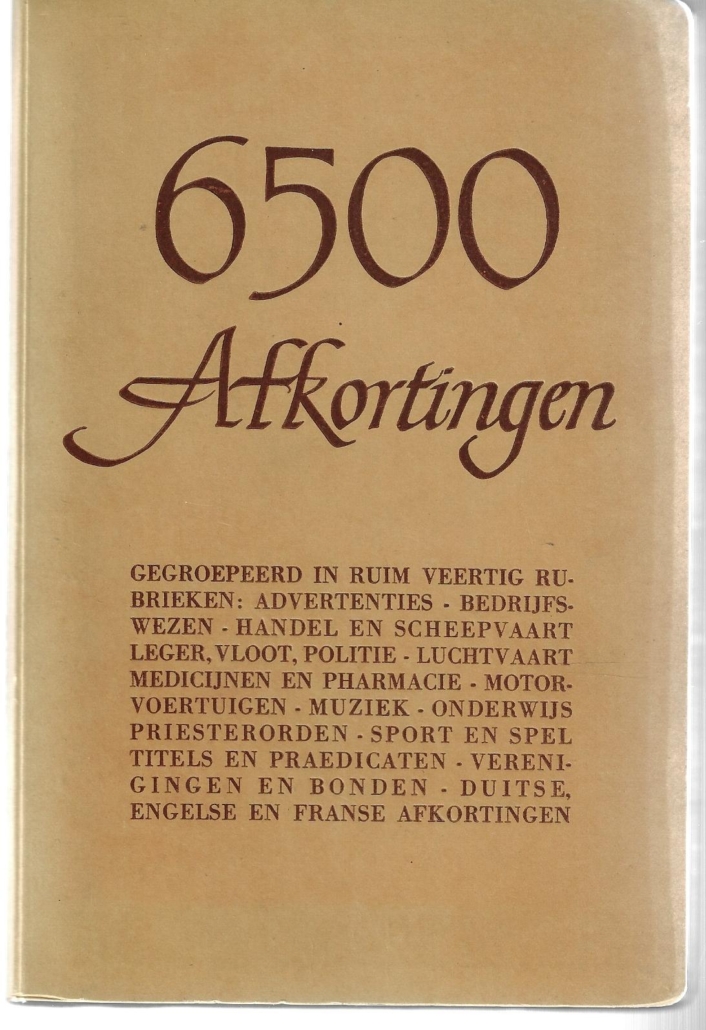 6500
Afkortingen
GEGROEPEERD IN RUIM VEERTIG RU-
BRIEKEN: ADVERTENTIES - BEDRIJFS-
WEZEN - HANDEL EN SCHEEPVAART
LEGER, VLOOT, POLITIE - LUCHTVAART
MEDICIJNEN EN PHARMACIE - MOTOR-
VOERTUIGEN - MUZIEK - ONDERWIJS
PRIESTERORDEN - SPORT EN SPEL
TITELS EN PRAEDICATEN - VERENI-
GINGEN EN BONDEN - DUITSE,
ENGELSE EN FRANSE AFKORTINGEN